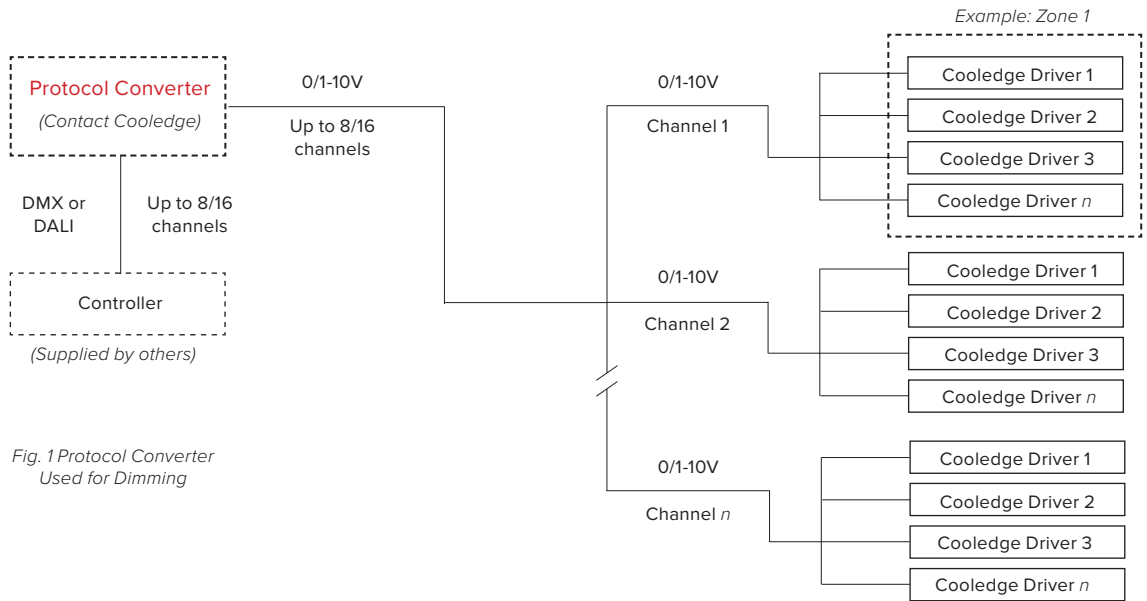 Example: Zone 1
Protocol Converter
(Contact Cooledge)
0/1-10V
Up to 8/16
channels
DMX or
DALI
Up to 8/16
channels
Controller
(Supplied by others)
0/1-10V
Channel 1
Cooledge Driver 1
Cooledge Driver 2
Cooledge Driver 3
Cooledge Driver n
0/1-10V
Channel 2
Cooledge Driver 1
Cooledge Driver 2
Cooledge Driver 3
Cooledge Driver n
0/1-10V
Channel n
Cooledge Driver 1
Cooledge Driver 2
Cooledge Driver 3
Cooledge Driver n
Fig. 1 Protocol Converter
Used for Dimming